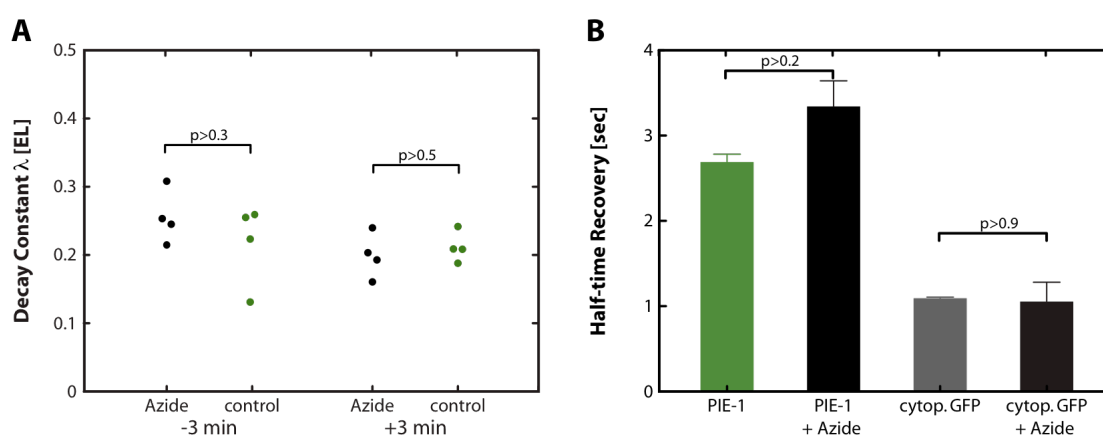 A
Decay Constant λ [EL]
0.5
0.4
0.3
0.2
0.1
0
p>0.3
p>0.5
Azide control Azide control
-3 min +3 min
B
Half-time Recovery [sec]
4
3
2
1
0
p>0.2
p>0.9
PIE-1 PIE-1 cytop. GFP cytop. GFP
+ Azide + Azide